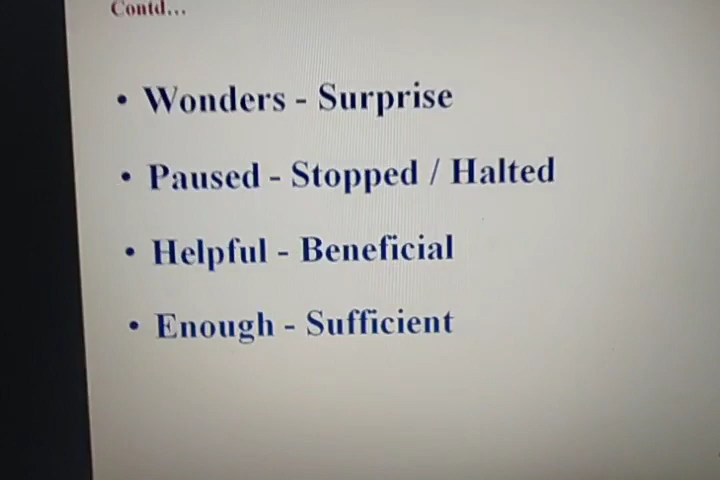 Contd...
• Wonders - Surprise
• Paused - Stopped / Halted
• Helpful - Beneficial
• Enough - Sufficient